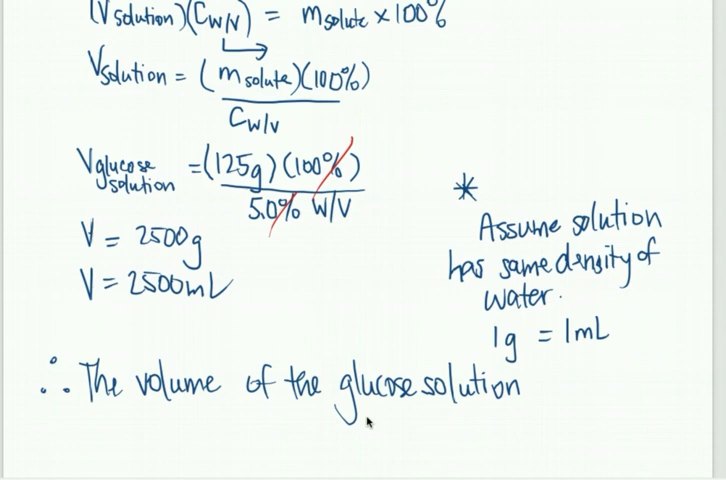 (Vsolution)(CW/V) = msolute × 100%
Vsolution = (msolute)(100%)
CW/V
Vglucose solution = (125g)(100%)
5.0% W/V
V = 2500g
V = 2500mL
*
Assume solution
has same density of
water.
1g = 1mL
∴ The volume of the glucose solution